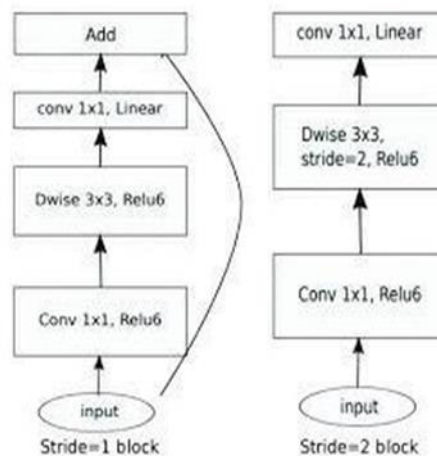 Add
conv 1x1, Linear
Dwise 3x3, Relu6
Conv 1x1, Relu6
input
Stride=1 block
conv 1x1, Linear
Dwise 3x3,
stride=2, Relu6
Conv 1x1, Relu6
input
Stride=2 block